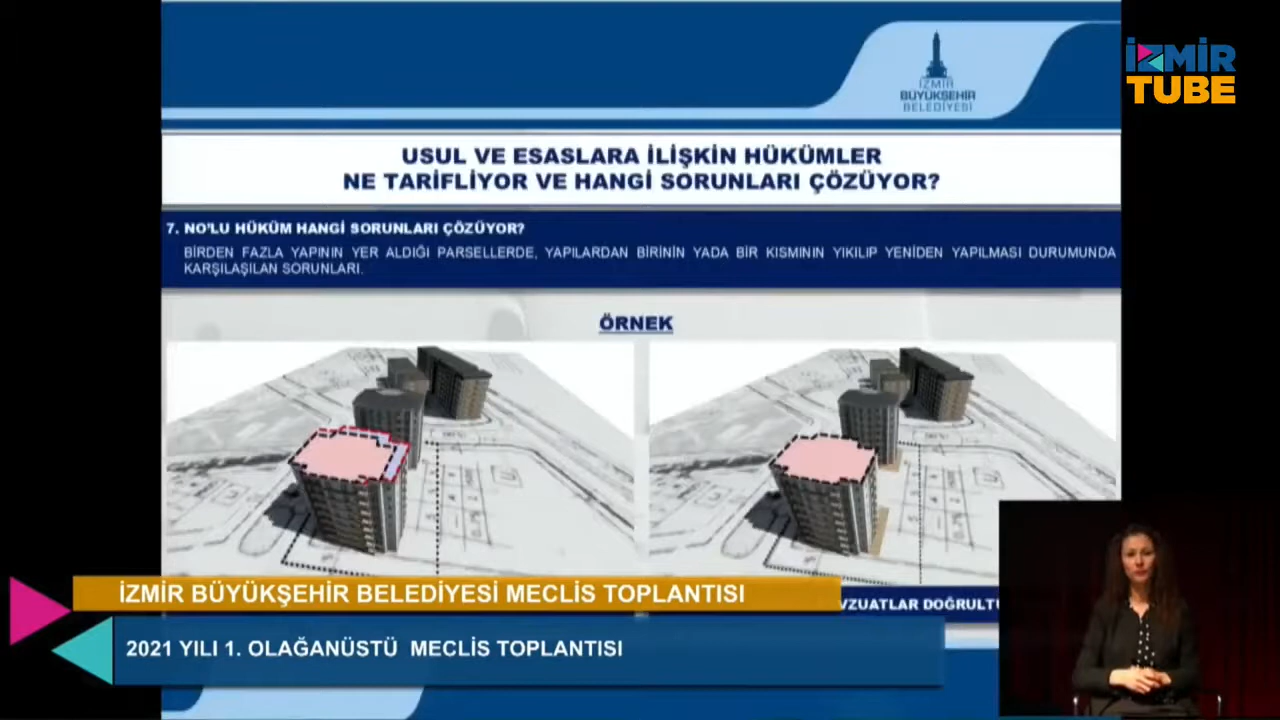 İZMİR
BÜYÜKŞEHİR
BELEDİYESİ
İZMİR
TUBE
USUL VE ESASLARA İLİŞKİN HÜKÜMLER
NE TARİFLİYOR VE HANGİ SORUNLARI ÇÖZÜYOR?
7. NO'LU HÜKÜM HANGİ SORUNLARI ÇÖZÜYOR?
BİRDEN FAZLA YAPININ YER ALDIĞI PARSELLERDE, YAPILARDAN BİRİNİN YADA BİR KISMININ YIKILIP YENİDEN YAPILMASI DURUMUNDA
KARŞILAŞILAN SORUNLARI.
ÖRNEK
İZMİR BÜYÜKŞEHİR BELEDİYESİ MECLİS TOPLANTISI
VZUATLAR DOĞRULTU
2021 YILI 1. OLAĞANÜSTÜ MECLİS TOPLANTISI